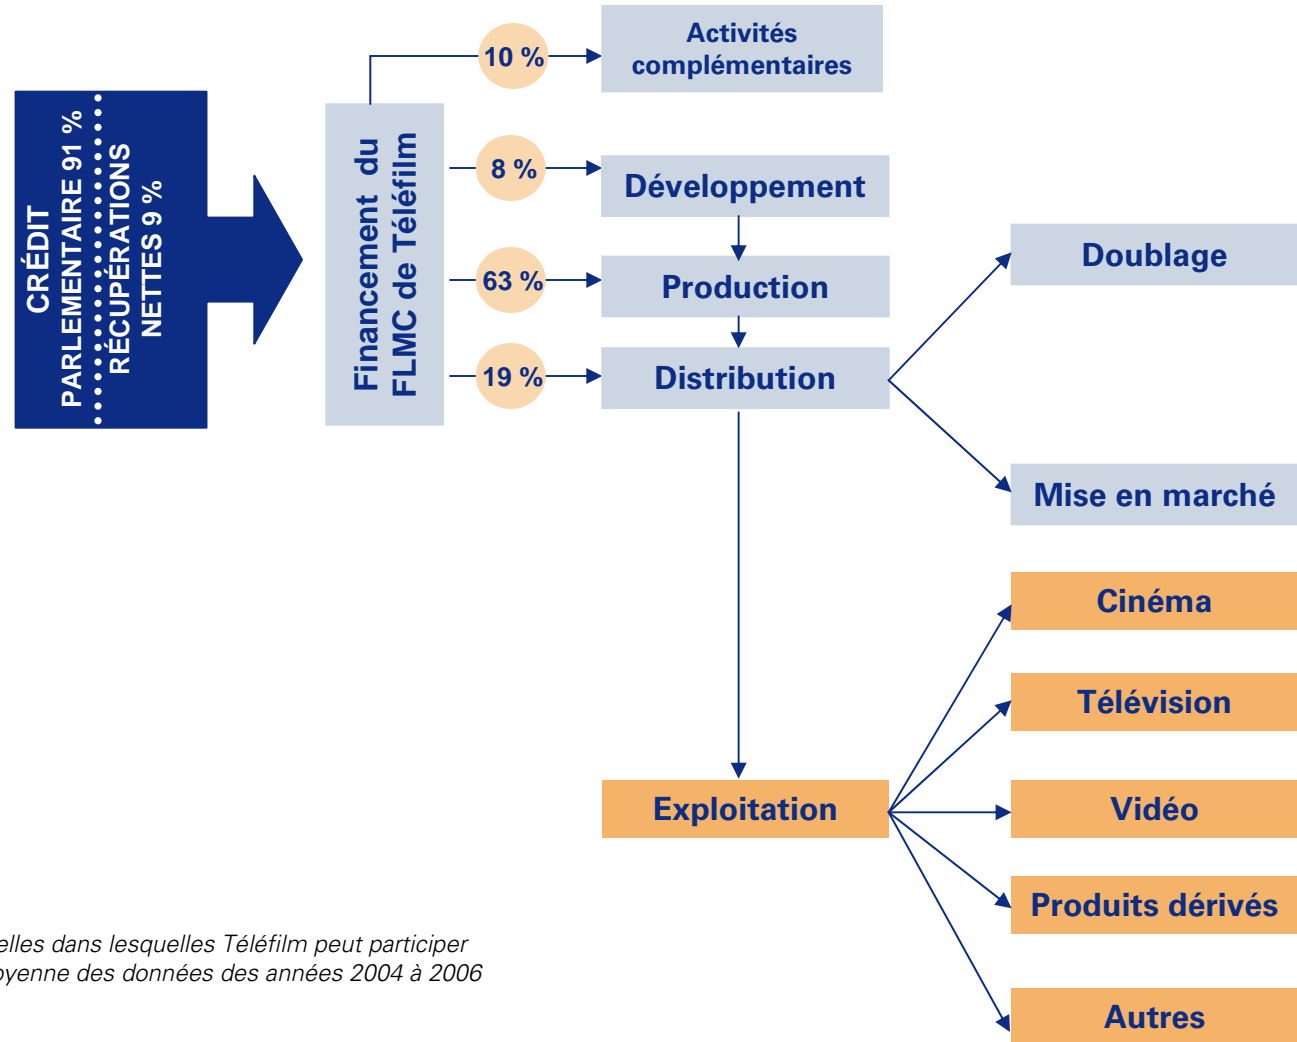 CRÉDIT
PARLEMENTAIRE 91 %
RÉCUPÉRATIONS
NETTES 9 %
Financement du
FLMC de Téléfilm
10 %
Activités
complémentaires
8 %
Développement
63 %
Production
19 %
Distribution
Doublage
Mise en marché
Exploitation
Cinéma
Télévision
Vidéo
Produits dérivés
Autres
elles dans lesquelles Téléfilm peut participer
oyenne des données des années 2004 à 2006